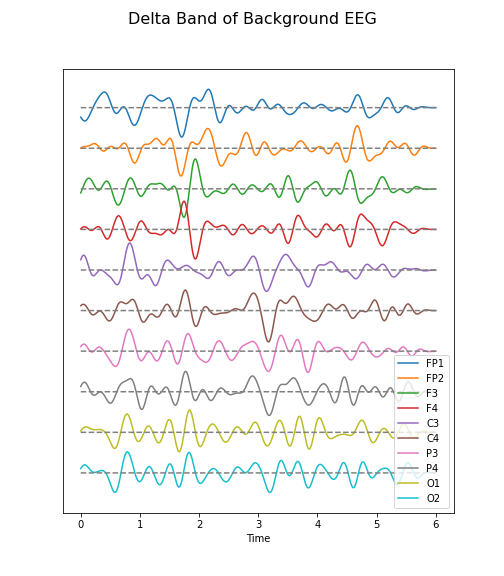 Delta Band of Background EEG
FP1
FP2
F3
F4
C3
C4
P3
P4
O1
O2
0 1 2 3 4 5 6
Time